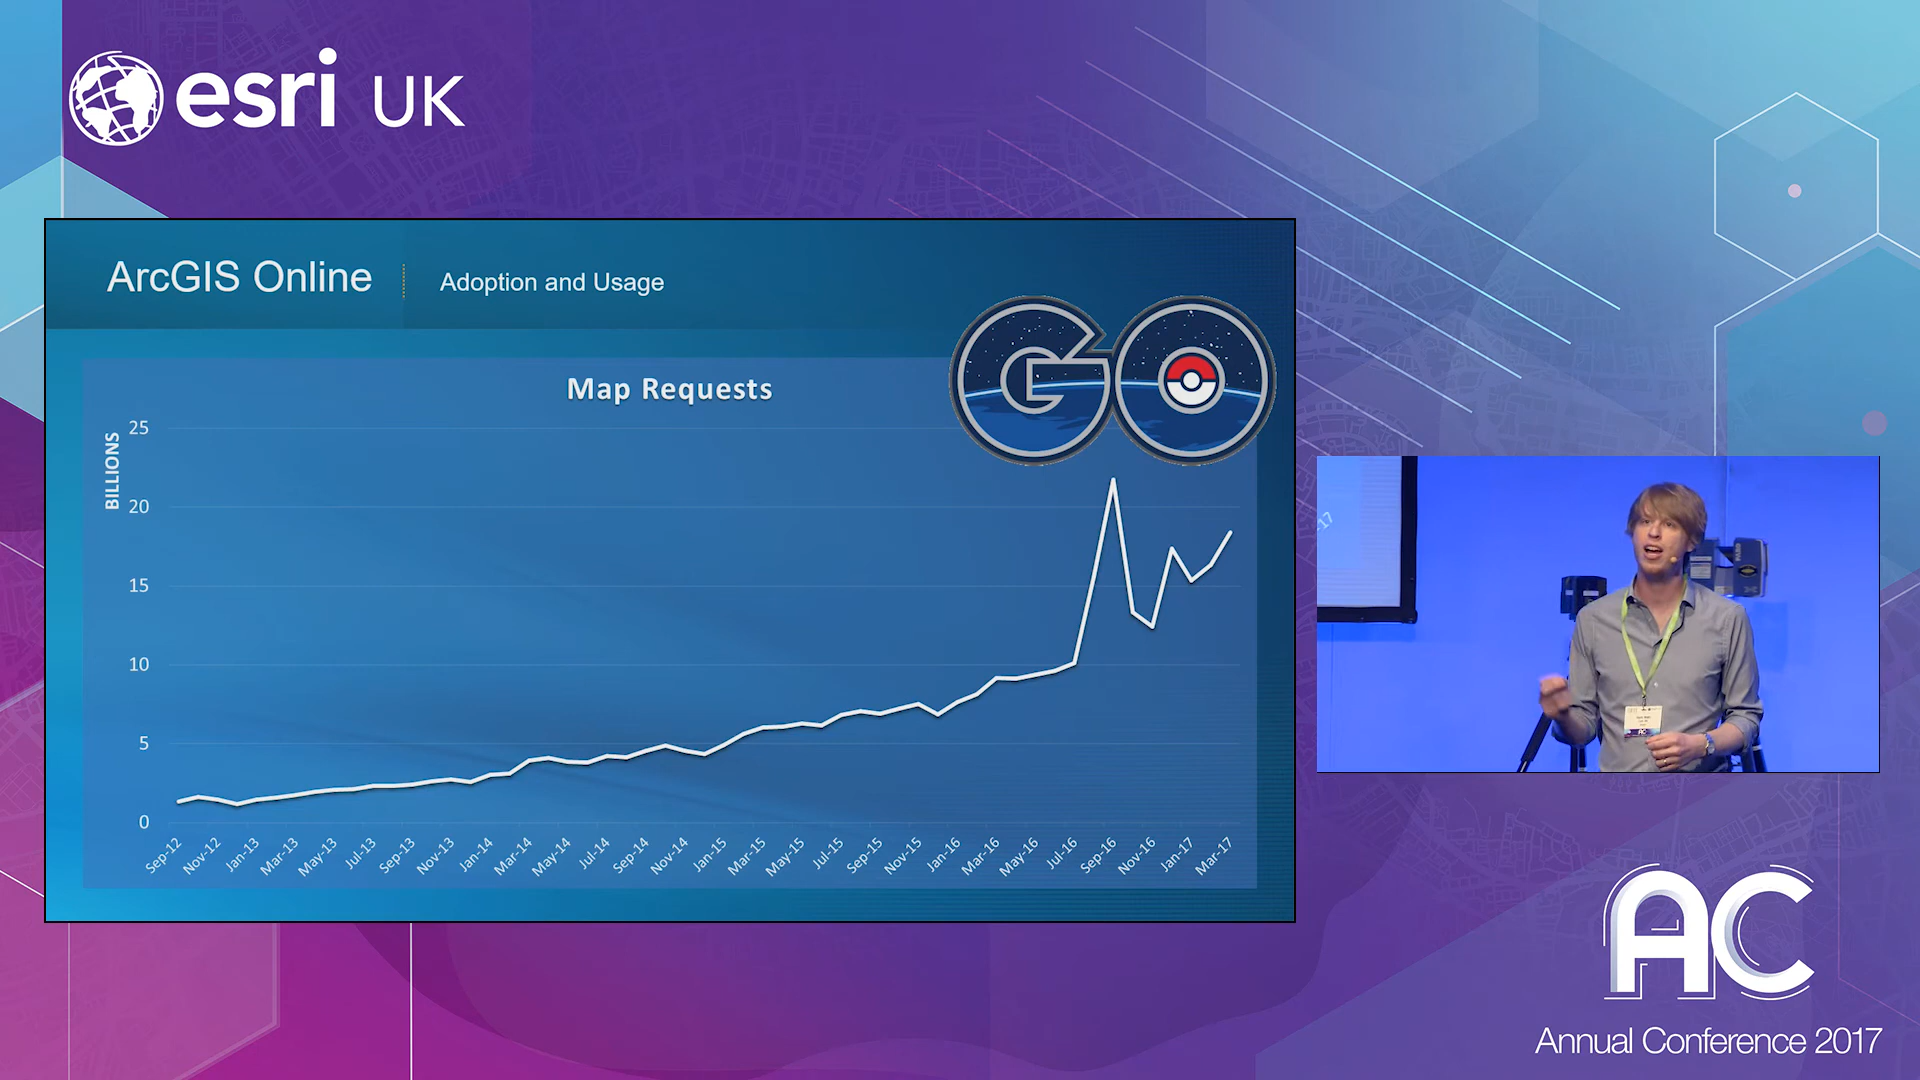 esri UK
ArcGIS Online
Adoption and Usage
GO
Map Requests
BILLIONS
25
20
15
10
5
0
Sep-12
Nov-12
Jan-13
Mar-13
May-13
Jul-13
Sep-13
Nov-13
Jan-14
Mar-14
May-14
Jul-14
Sep-14
Nov-14
Jan-15
Mar-15
May-15
Jul-15
Sep-15
Nov-15
Jan-16
Mar-16
May-16
Jul-16
Sep-16
Nov-16
Jan-17
Mar-17
AC
Annual Conference 2017